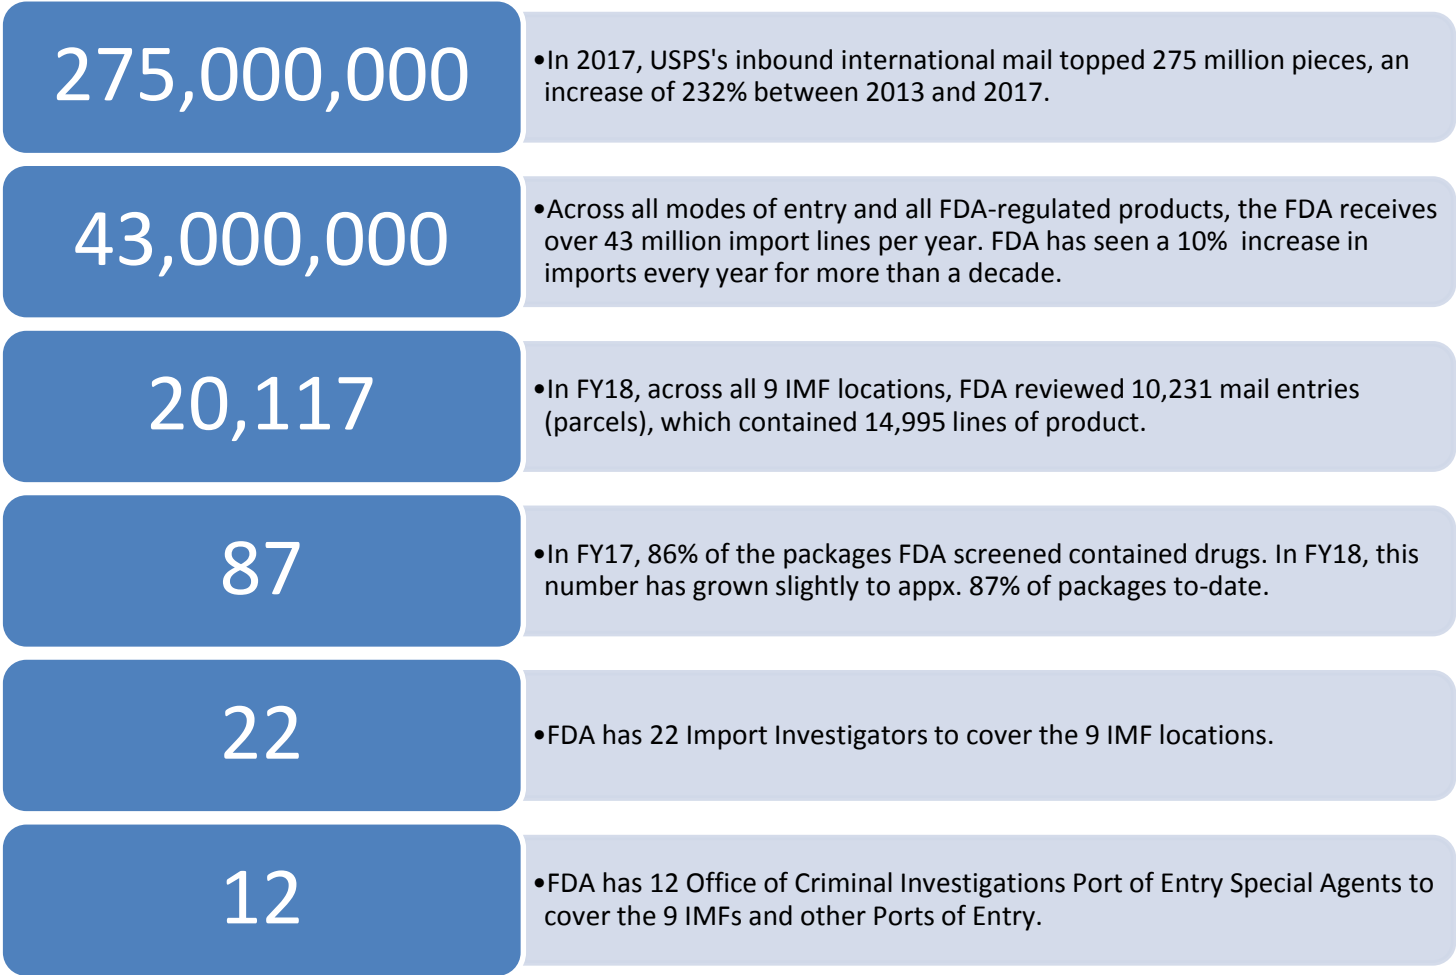 275,000,000
•In 2017, USPS's inbound international mail topped 275 million pieces, an
increase of 232% between 2013 and 2017.
43,000,000
•Across all modes of entry and all FDA-regulated products, the FDA receives
over 43 million import lines per year. FDA has seen a 10% increase in
imports every year for more than a decade.
20,117
•In FY18, across all 9 IMF locations, FDA reviewed 10,231 mail entries
(parcels), which contained 14,995 lines of product.
87
•In FY17, 86% of the packages FDA screened contained drugs. In FY18, this
number has grown slightly to appx. 87% of packages to-date.
22
•FDA has 22 Import Investigators to cover the 9 IMF locations.
12
•FDA has 12 Office of Criminal Investigations Port of Entry Special Agents to
cover the 9 IMFs and other Ports of Entry.